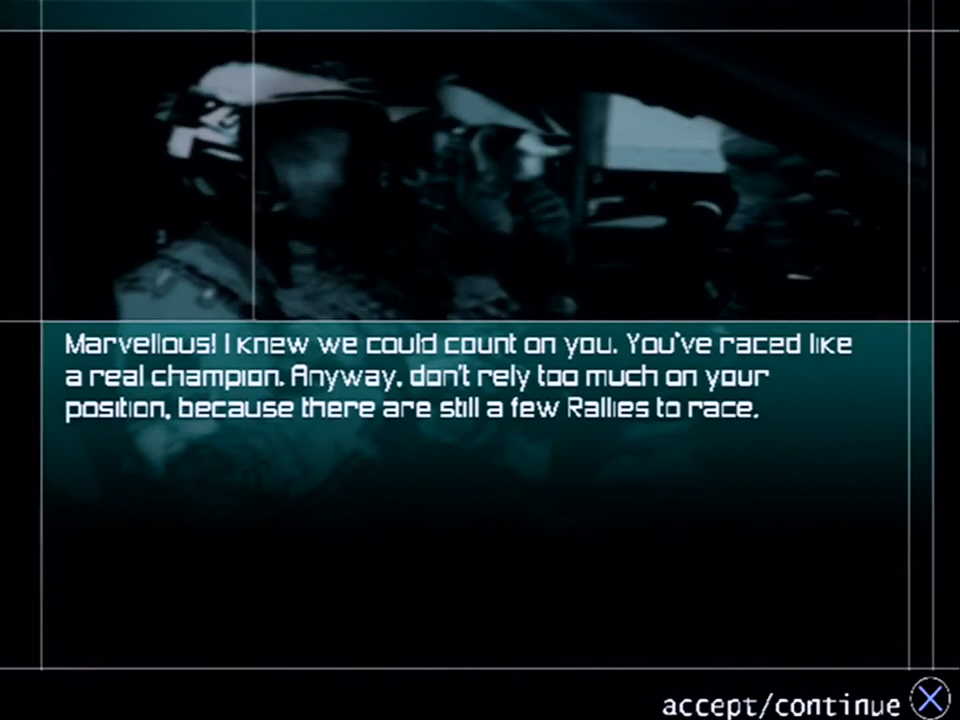 Marvellous! I knew we could count on you. You've raced like
a real champion. Anyway, don't rely too much on your
position, because there are still a few Rallies to race.
accept/continue